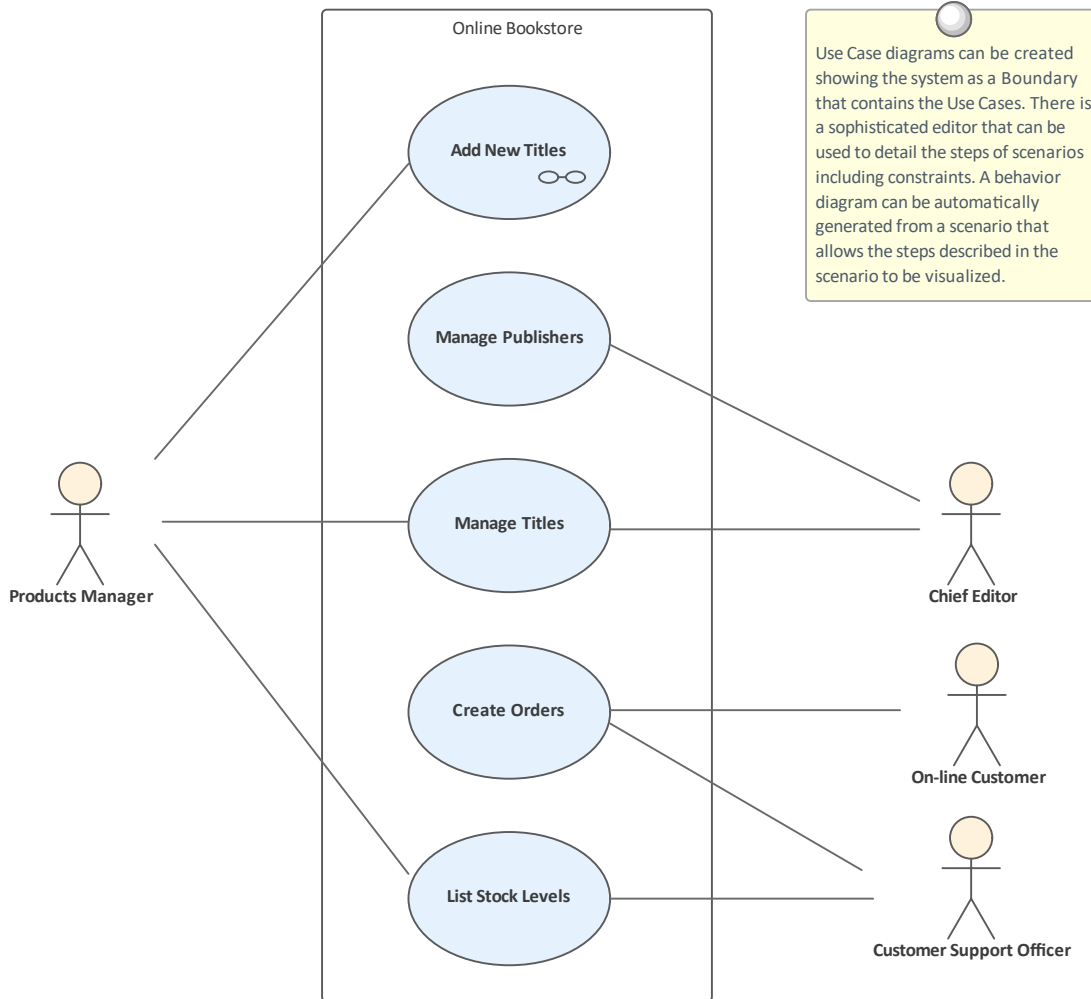 Online Bookstore
Use Case diagrams can be created
showing the system as a Boundary
that contains the Use Cases. There is
a sophisticated editor that can be
used to detail the steps of scenarios
including constraints. A behavior
diagram can be automatically
generated from a scenario that
allows the steps described in the
scenario to be visualized.
Add New Titles
Manage Publishers
Manage Titles
Products Manager
Chief Editor
Create Orders
On-line Customer
List Stock Levels
Customer Support Officer